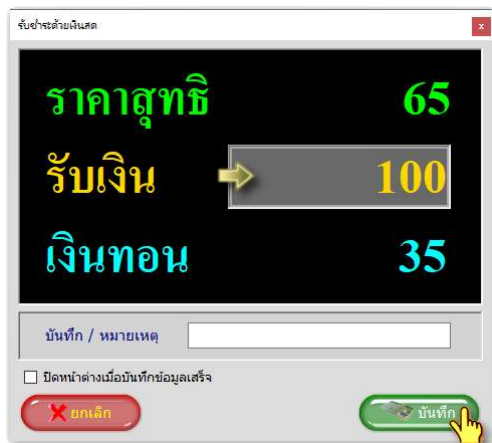 รับชำระด้วยเงินสด
x
ราคาสุทธิ 65
รับเงิน 100
เงินทอน 35
บันทึก / หมายเหตุ
ปิดหน้าต่างเมื่อบันทึกข้อมูลเสร็จ
ยกเลิก บันทึก